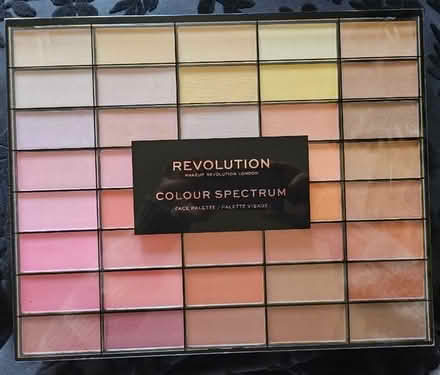 REVOLUTION
MAKEUP REVOLUTION LONDON
COLOUR SPECTRUM
FACE PALETTE / PALETTE VISAGE